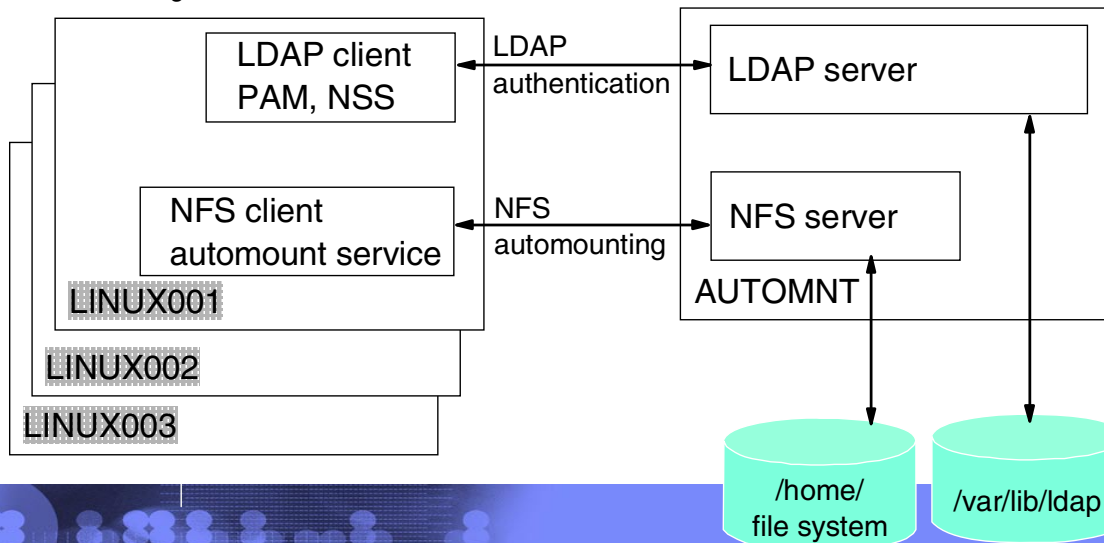 LDAP client
PAM, NSS
LDAP
authentication
LDAP server
NFS client
automount service
NFS
automounting
NFS server
LINUX001
AUTOMNT
LINUX002
LINUX003
/home/
file system
/var/lib/ldap